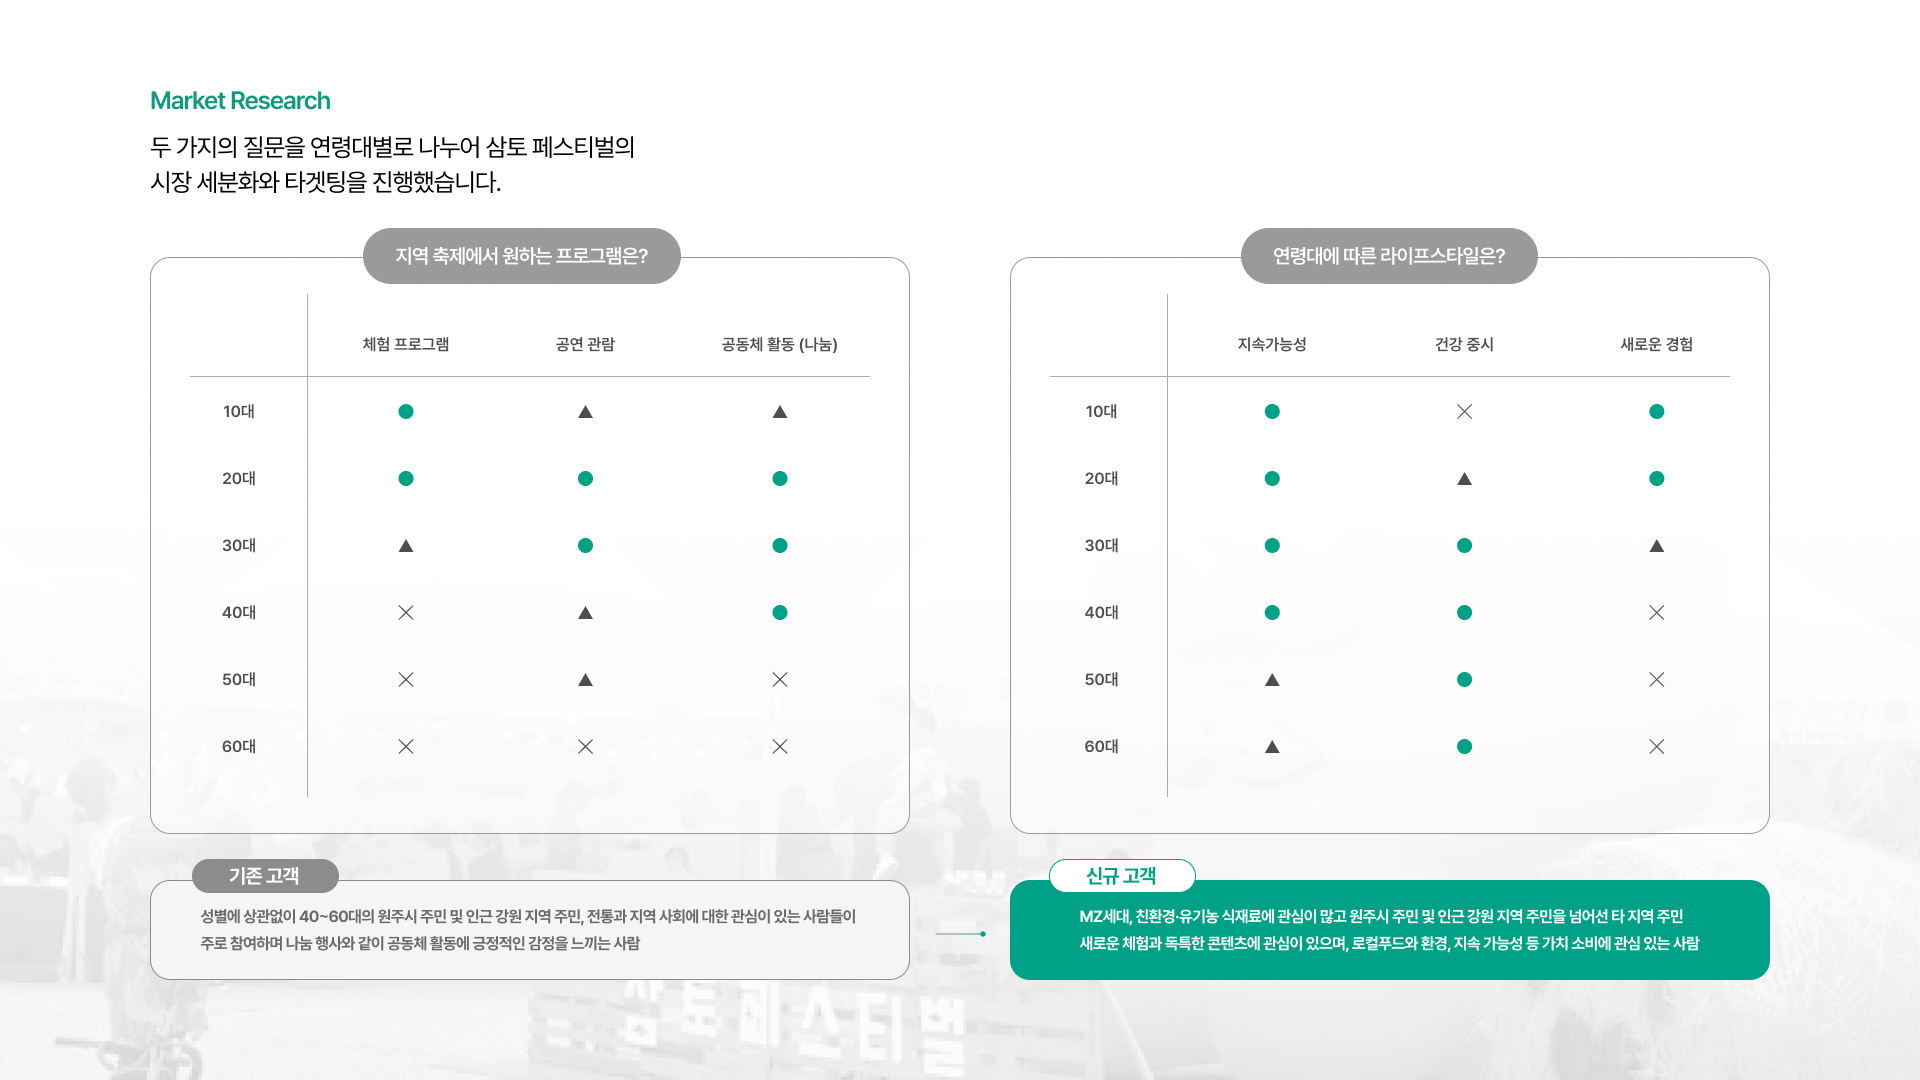 Market Research
두 가지의 질문을 연령대별로 나누어 삼토 페스티벌의
시장 세분화와 타겟팅을 진행했습니다.
지역 축제에서 원하는 프로그램은?
체험 프로그램 공연 관람 공동체 활동 (나눔)
10대 ● ▲ ▲
20대 ● ● ●
30대 ▲ ● ●
40대 × ▲ ●
50대 × ▲ ×
60대 × × ×
연령대에 따른 라이프스타일은?
지속가능성 건강 중시 새로운 경험
10대 ● × ●
20대 ● ▲ ●
30대 ● ● ▲
40대 ● ● ×
50대 ▲ ● ×
60대 ▲ ● ×
기존 고객
성별에 상관없이 40~60대의 원주시 주민 및 인근 강원 지역 주민, 전통과 지역 사회에 대한 관심이 있는 사람들이
주로 참여하며 나눔 행사와 같이 공동체 활동에 긍정적인 감정을 느끼는 사람
신규 고객
MZ세대, 친환경·유기농 식재료에 관심이 많고 원주시 주민 및 인근 강원 지역 주민을 넘어선 타 지역 주민
새로운 체험과 독특한 콘텐츠에 관심이 있으며, 로컬푸드와 환경, 지속 가능성 등 가치 소비에 관심 있는 사람
삼토페스티벌